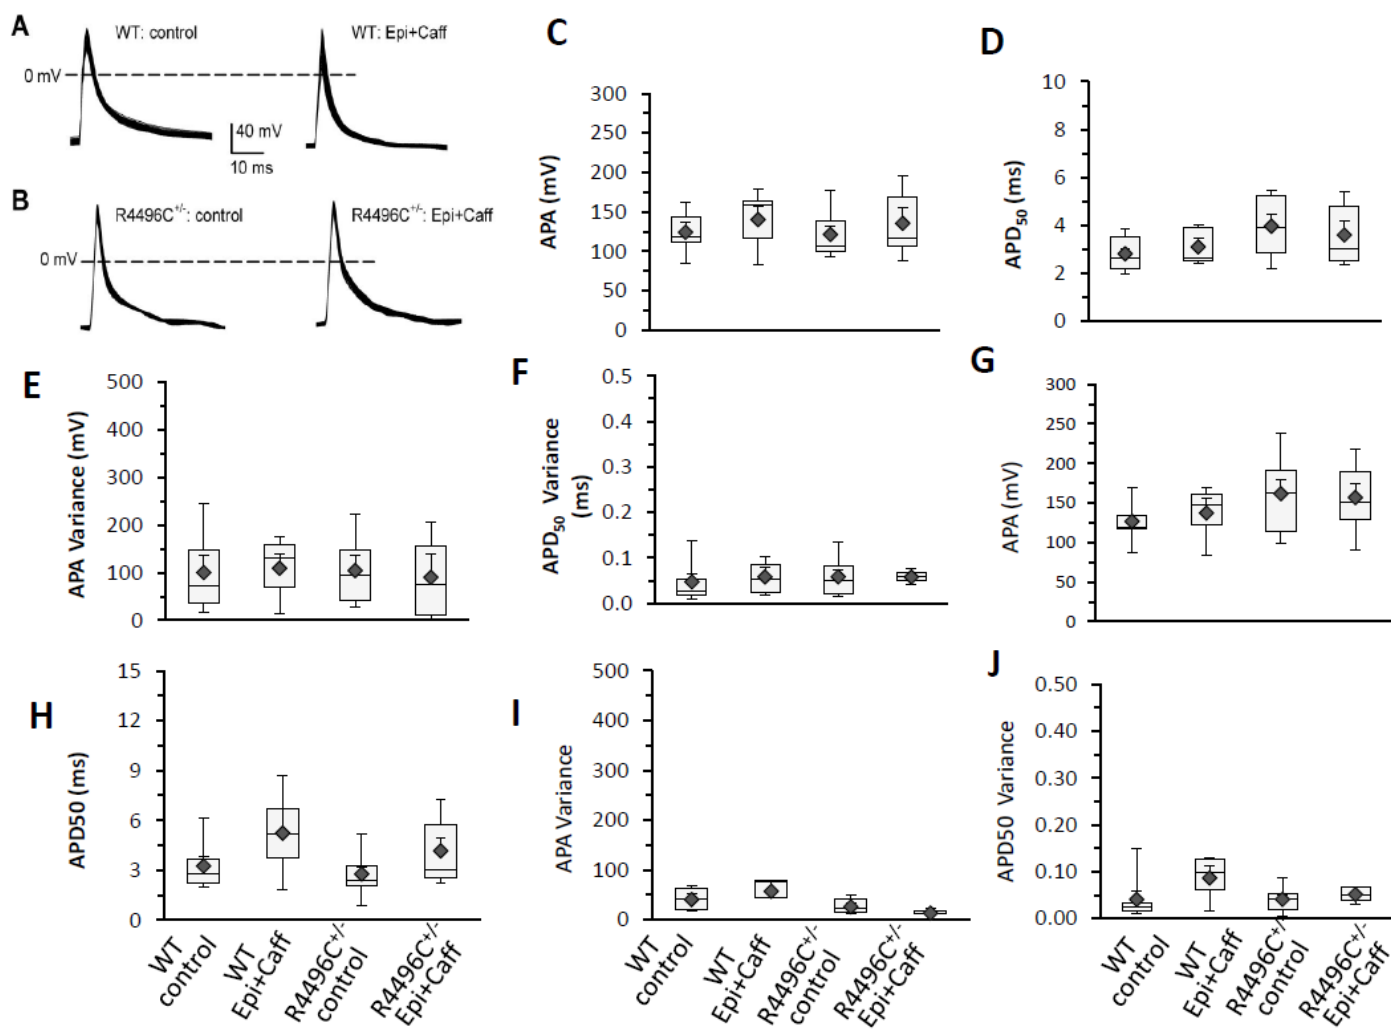 A
WT: control
WT: Epi+Caff
0 mV
40 mV
10 ms
B
R4496C+/-: control
R4496C+/-: Epi+Caff
0 mV
C
APA (mV)
300
250
200
150
100
50
0
D
APD50 (ms)
10
8
6
4
2
0
E
APA Variance (mV)
500
400
300
200
100
0
F
APD50 Variance
(ms)
0.5
0.4
0.3
0.2
0.1
0.0
G
APA (mV)
300
250
200
150
100
50
0
H
APD50 (ms)
15
12
9
6
3
0
WT
control
WT
Epi+Caff
R4496C+/-
control
R4496C+/-
Epi+Caff
I
APA Variance
500
400
300
200
100
0
WT
control
WT
Epi+Caff
R4496C+/-
control
R4496C+/-
Epi+Caff
J
APD50 Variance
0.50
0.40
0.30
0.20
0.10
0.00
WT
control
WT
Epi+Caff
R4496C+/-
control
R4496C+/-
Epi+Caff